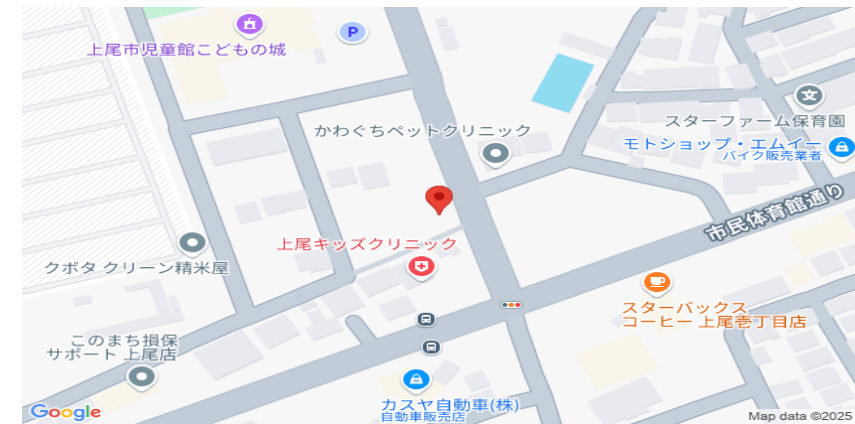 上尾市児童館こどもの城
P
かわぐちペットクリニック
スターファーム保育園
文
モトショップ・エムイー
バイク販売業者
市民体育館通り
上尾キッズクリニック
クボタ クリーン精米屋
スターバックス
コーヒー 上尾壱丁目店
このまち損保
サポート 上尾店
カスヤ自動車(株)
自動車販売店
Google
Map data ©2025